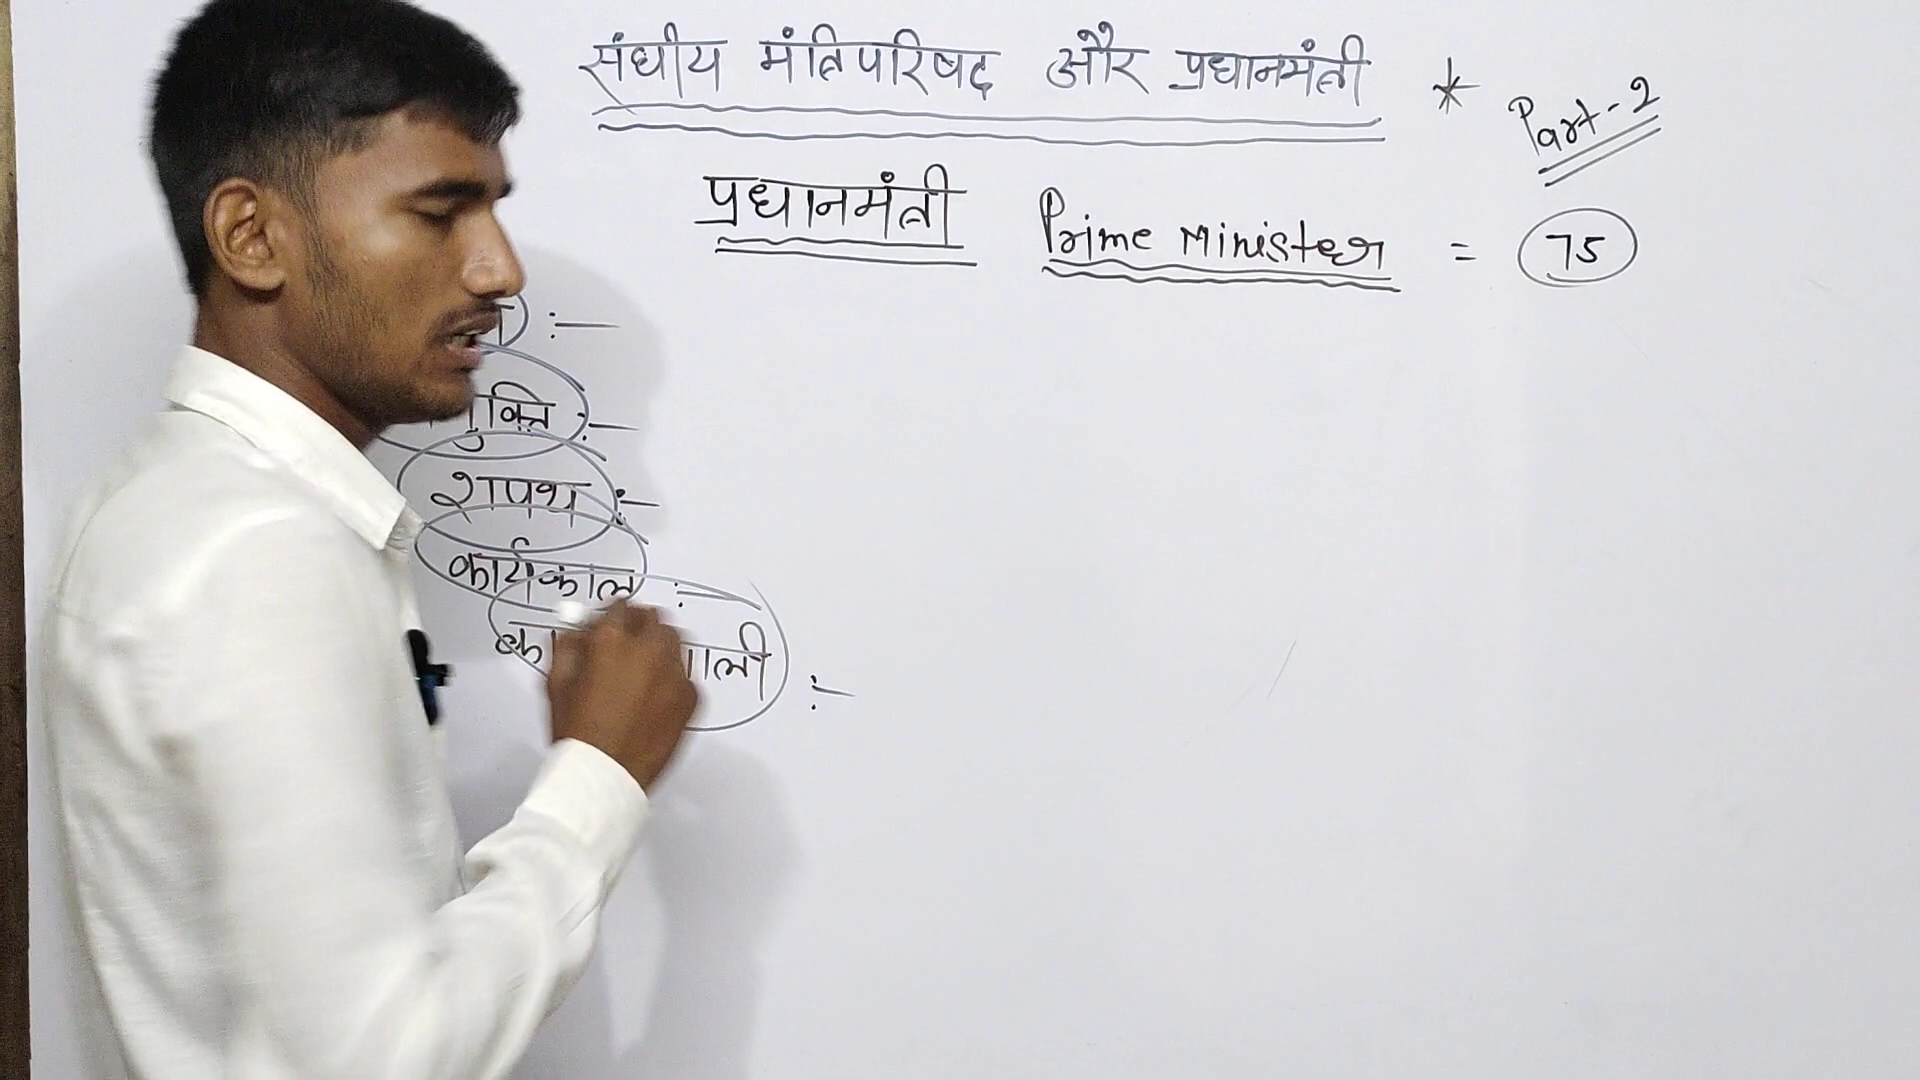 संघीय मंत्रिपरिषद और प्रधानमंत्री *
Part-2
प्रधानमंत्री Prime Minister = 75
:-
:-
शपथ :-
कार्यकाल :-
:-